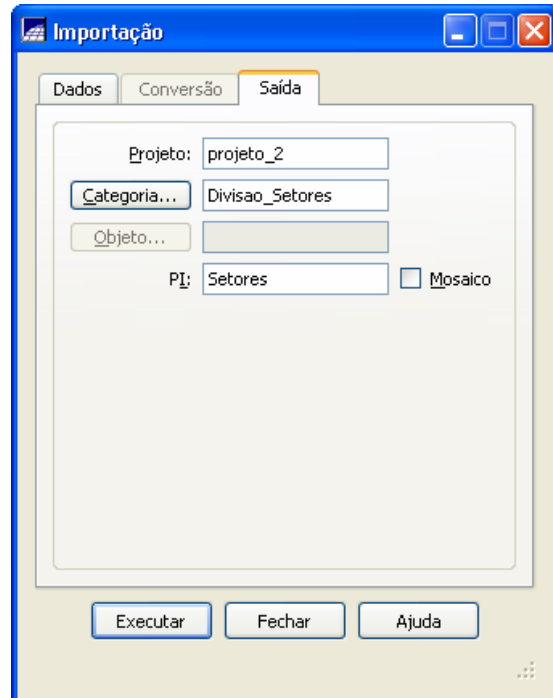 Importação
Dados Conversão Saída
Projeto: projeto_2
Categoria... Divisao_Setores
Objeto...
PI: Setores Mosaico
Executar Fechar Ajuda